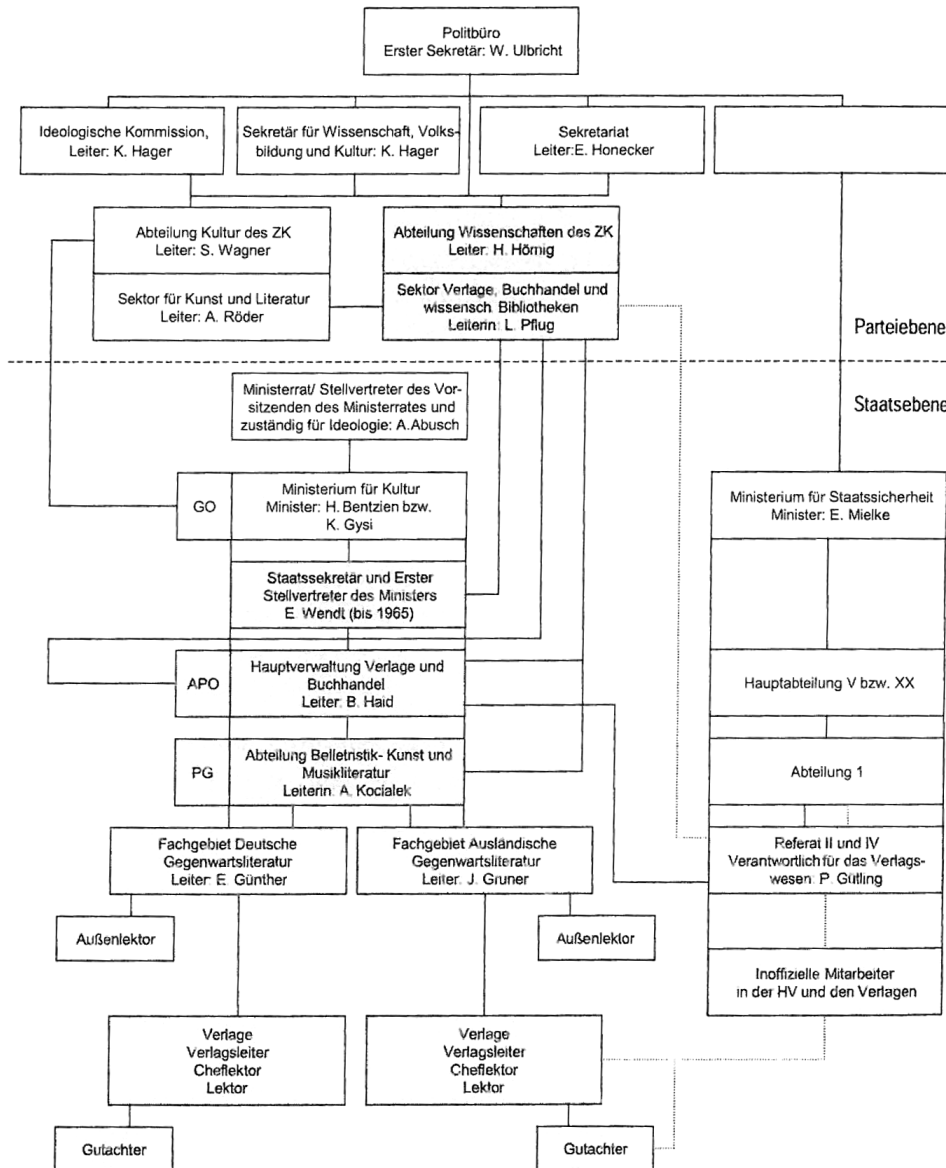 Politbüro
Erster Sekretär: W. Ulbricht
Ideologische Kommission,
Leiter: K. Hager
Sekretär für Wissenschaft, Volks-
bildung und Kultur: K. Hager
Sekretariat
Leiter:E. Honecker
Abteilung Kultur des ZK
Leiter: S. Wagner
Abteilung Wissenschaften des ZK
Leiter: H. Hörnig
Sektor für Kunst und Literatur
Leiter: A. Röder
Sektor Verlage, Buchhandel und
wissensch. Bibliotheken
Leiterin: L. Pflug
Parteiebene
Staatsebene
Ministerrat/ Stellvertreter des Vor-
sitzenden des Ministerrates und
zuständig für Ideologie: A.Abusch
GO
Ministerium für Kultur
Minister: H. Bentzien bzw.
K. Gysi
Ministerium für Staatssicherheit
Minister: E. Mielke
Staatssekretär und Erster
Stellvertreter des Ministers
E. Wendt (bis 1965)
APO
Hauptverwaltung Verlage und
Buchhandel
Leiter: B. Haid
Hauptabteilung V bzw. XX
PG
Abteilung Belletristik- Kunst und
Musikliteratur
Leiterin: A. Kocialek
Abteilung 1
Fachgebiet Deutsche
Gegenwartsliteratur
Leiter: E. Günther
Fachgebiet Ausländische
Gegenwartsliteratur
Leiter: J. Gruner
Referat II und IV
Verantwortlich für das Verlags-
wesen: P. Gütling
Außenlektor
Außenlektor
Inoffizielle Mitarbeiter
in der HV und den Verlagen
Verlage
Verlagsleiter
Cheflektor
Lektor
Verlage
Verlagsleiter
Cheflektor
Lektor
Gutachter
Gutachter